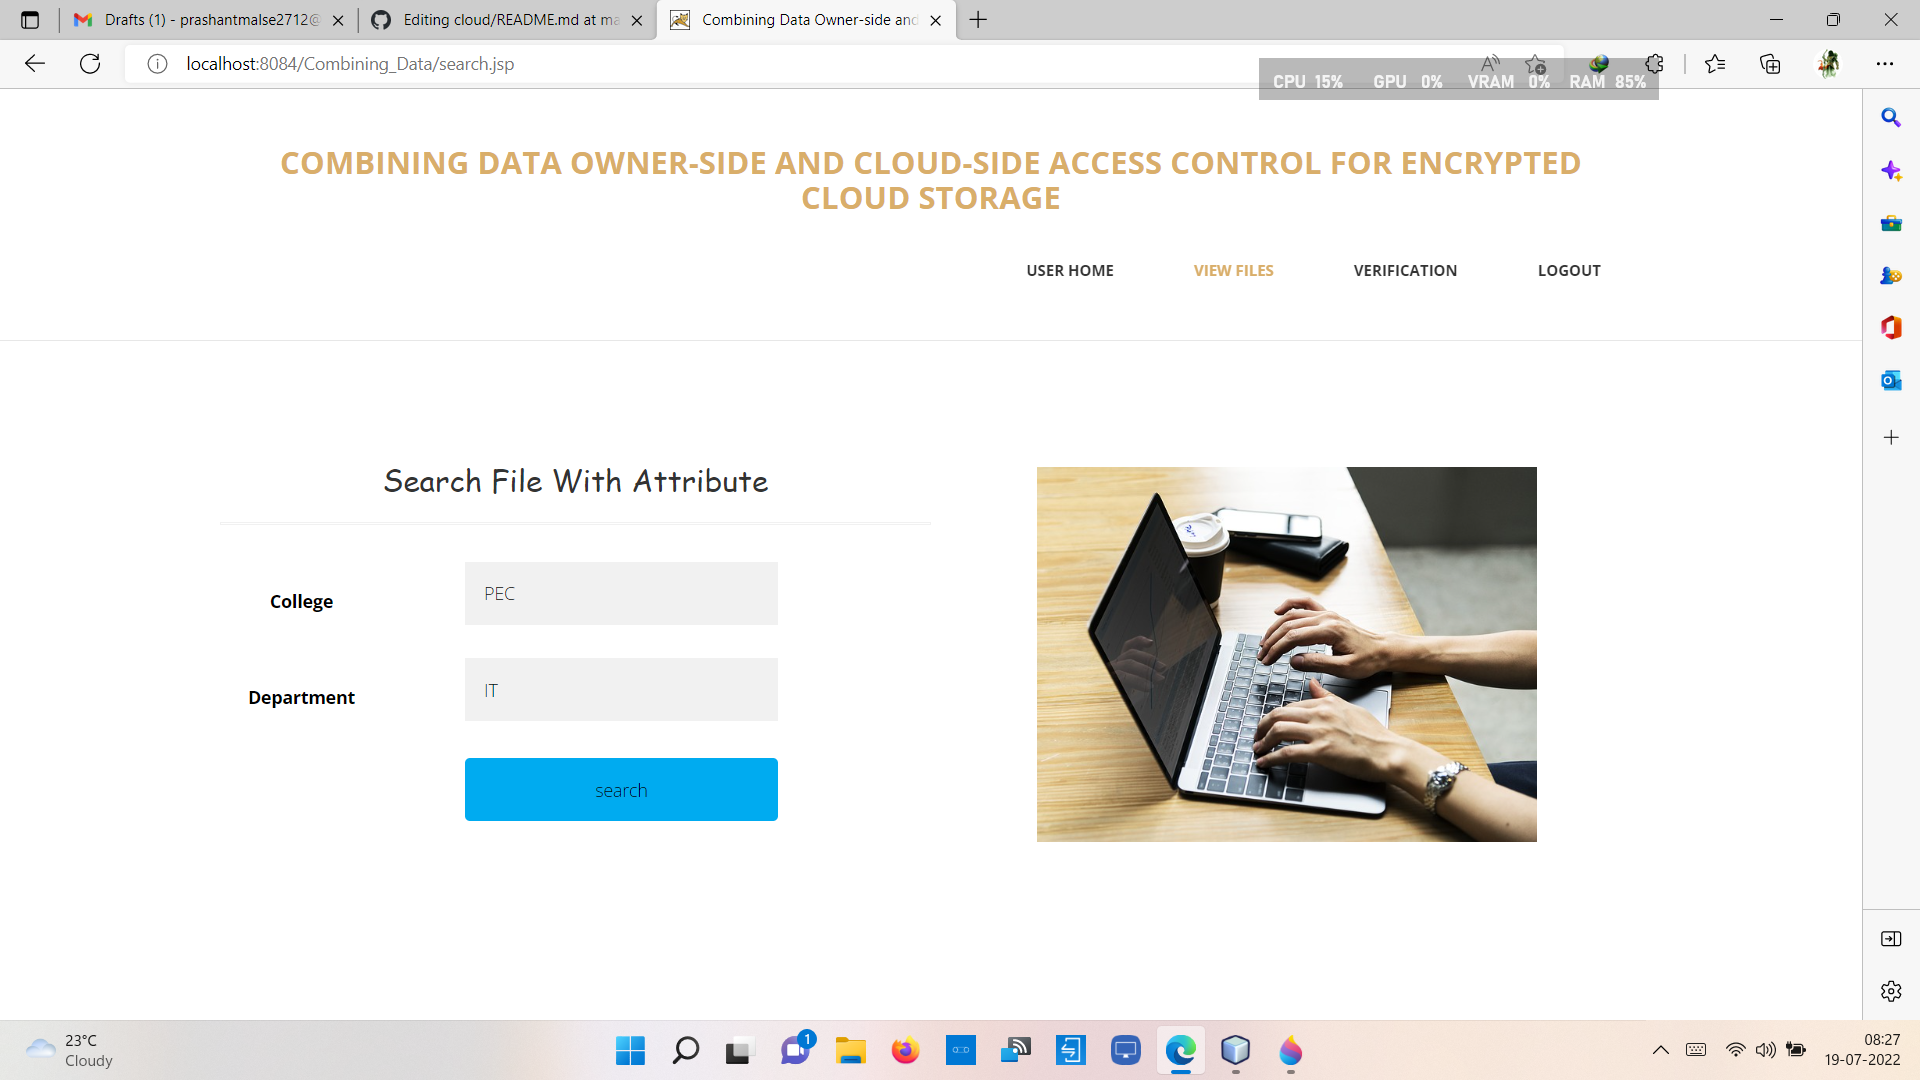 Drafts (1) - prashantmalse2712@
Editing cloud/README.md at ma
Combining Data Owner-side and
localhost:8084/Combining_Data/search.jsp
CPU 15% GPU 0% VRAM 0% RAM 85%
COMBINING DATA OWNER-SIDE AND CLOUD-SIDE ACCESS CONTROL FOR ENCRYPTED
CLOUD STORAGE
USER HOME
VIEW FILES
VERIFICATION
LOGOUT
Search File With Attribute
College
PEC
Department
IT
search
23°C
Cloudy
1
08:27
19-07-2022